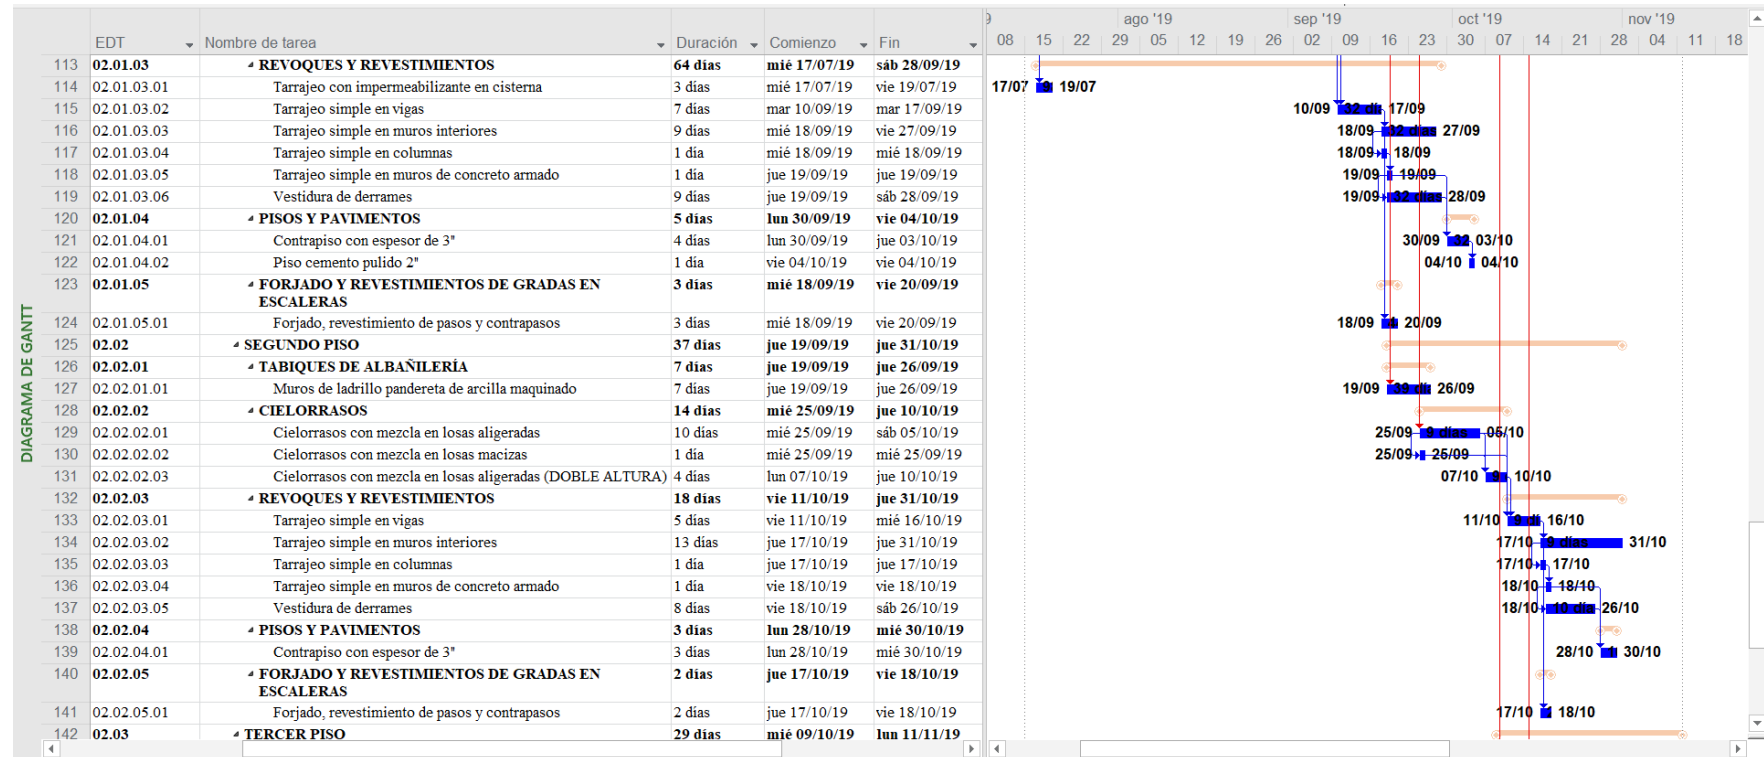 ago '19 sep '19 oct '19 nov '19
EDT Nombre de tarea Duración Comienzo Fin 08 15 22 29 05 12 19 26 02 09 16 23 30 07 14 21 28 04 11 18
DIAGRAMA DE GANTT
113 02.01.03 REVOQUES Y REVESTIMIENTOS 64 días mié 17/07/19 sáb 28/09/19
114 02.01.03.01 Tarrajeo con impermeabilizante en cisterna 3 días mié 17/07/19 vie 19/07/19 17/07 9 19/07
115 02.01.03.02 Tarrajeo simple en vigas 7 días mar 10/09/19 mar 17/09/19 10/09 32 dí 17/09
116 02.01.03.03 Tarrajeo simple en muros interiores 9 días mié 18/09/19 vie 27/09/19 18/09 32 días 27/09
117 02.01.03.04 Tarrajeo simple en columnas 1 día mié 18/09/19 mié 18/09/19 18/09 18/09
118 02.01.03.05 Tarrajeo simple en muros de concreto armado 1 día jue 19/09/19 jue 19/09/19 19/09 19/09
119 02.01.03.06 Vestidura de derrames 9 días jue 19/09/19 sáb 28/09/19 19/09 32 días 28/09
120 02.01.04 PISOS Y PAVIMENTOS 5 días lun 30/09/19 vie 04/10/19
121 02.01.04.01 Contrapiso con espesor de 3" 4 días lun 30/09/19 jue 03/10/19 30/09 32 03/10
122 02.01.04.02 Piso cemento pulido 2" 1 día vie 04/10/19 vie 04/10/19 04/10 04/10
123 02.01.05 FORJADO Y REVESTIMIENTOS DE GRADAS EN 3 días mié 18/09/19 vie 20/09/19
ESCALERAS
124 02.01.05.01 Forjado, revestimiento de pasos y contrapasos 3 días mié 18/09/19 vie 20/09/19 18/09 20/09
125 02.02 SEGUNDO PISO 37 días jue 19/09/19 jue 31/10/19
126 02.02.01 TABIQUES DE ALBAÑILERÍA 7 días jue 19/09/19 jue 26/09/19
127 02.02.01.01 Muros de ladrillo pandereta de arcilla maquinado 7 días jue 19/09/19 jue 26/09/19 19/09 39 dí 26/09
128 02.02.02 CIELORRASOS 14 días mié 25/09/19 jue 10/10/19
129 02.02.02.01 Cielorrasos con mezcla en losas aligeradas 10 días mié 25/09/19 sáb 05/10/19 25/09 9 días 05/10
130 02.02.02.02 Cielorrasos con mezcla en losas macizas 1 día mié 25/09/19 mié 25/09/19 25/09 25/09
131 02.02.02.03 Cielorrasos con mezcla en losas aligeradas (DOBLE ALTURA) 4 días lun 07/10/19 jue 10/10/19 07/10 9 10/10
132 02.02.03 REVOQUES Y REVESTIMIENTOS 18 días vie 11/10/19 jue 31/10/19
133 02.02.03.01 Tarrajeo simple en vigas 5 días vie 11/10/19 mié 16/10/19 11/10 9 dí 16/10
134 02.02.03.02 Tarrajeo simple en muros interiores 13 días jue 17/10/19 jue 31/10/19 17/10 9 días 31/10
135 02.02.03.03 Tarrajeo simple en columnas 1 día jue 17/10/19 jue 17/10/19 17/10 17/10
136 02.02.03.04 Tarrajeo simple en muros de concreto armado 1 día vie 18/10/19 vie 18/10/19 18/10 18/10
137 02.02.03.05 Vestidura de derrames 8 días vie 18/10/19 sáb 26/10/19 18/10 10 día 26/10
138 02.02.04 PISOS Y PAVIMENTOS 3 días lun 28/10/19 mié 30/10/19
139 02.02.04.01 Contrapiso con espesor de 3" 3 días lun 28/10/19 mié 30/10/19 28/10 1 30/10
140 02.02.05 FORJADO Y REVESTIMIENTOS DE GRADAS EN 2 días jue 17/10/19 vie 18/10/19
ESCALERAS
141 02.02.05.01 Forjado, revestimiento de pasos y contrapasos 2 días jue 17/10/19 vie 18/10/19 17/10 18/10
142 02.03 TERCER PISO 29 días mié 09/10/19 lun 11/11/19